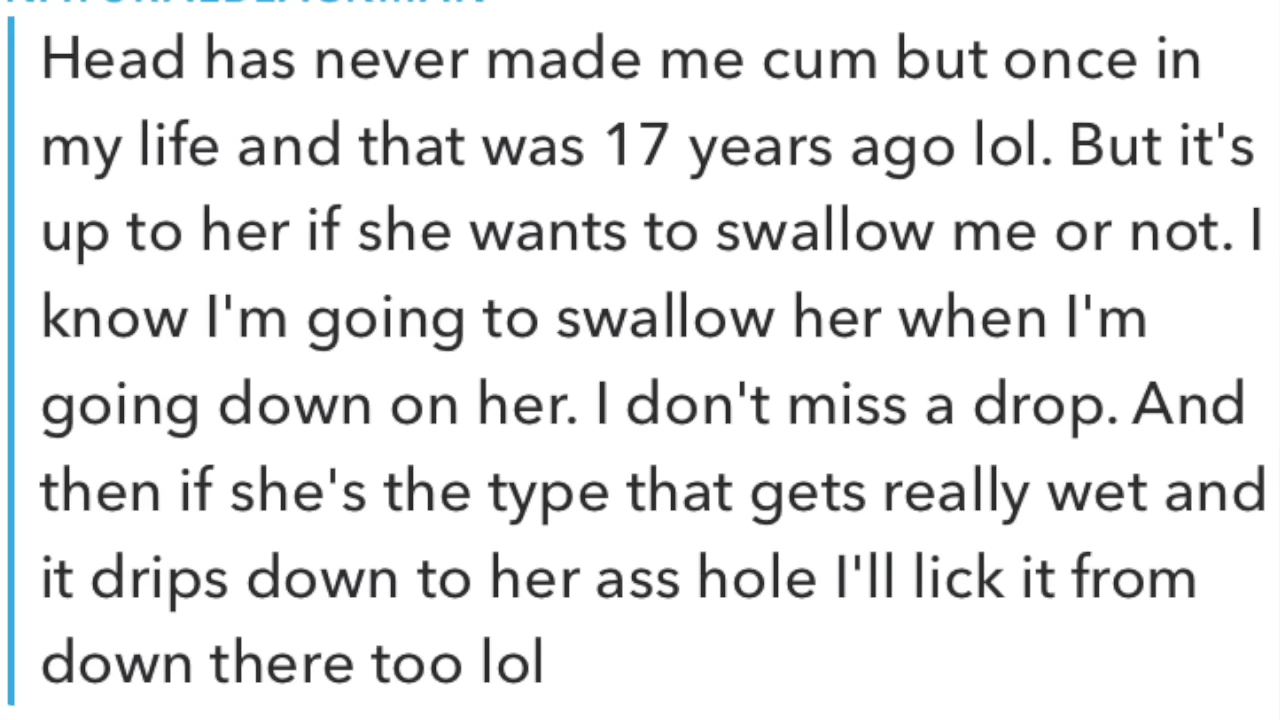 Head has never made me cum but once in
my life and that was 17 years ago lol. But it's
up to her if she wants to swallow me or not. I
know I'm going to swallow her when I'm
going down on her. I don't miss a drop. And
then if she's the type that gets really wet and
it drips down to her ass hole I'll lick it from
down there too lol